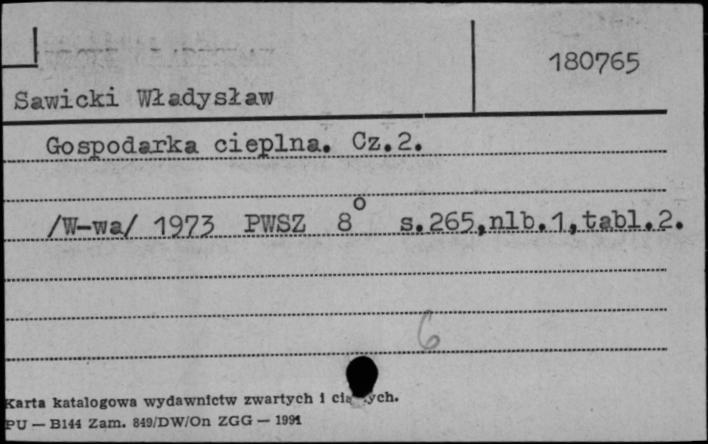 180765
Sawicki Władysław
Gospodarka cieplna. Cz.2.
/W-wa/ 1973 PWSZ 8° s.265,nlb.1,tabl.2.
6
Karta katalogowa wydawnictw zwartych i
PU — B144 Zam. 849/DW/On ZGG — 1991